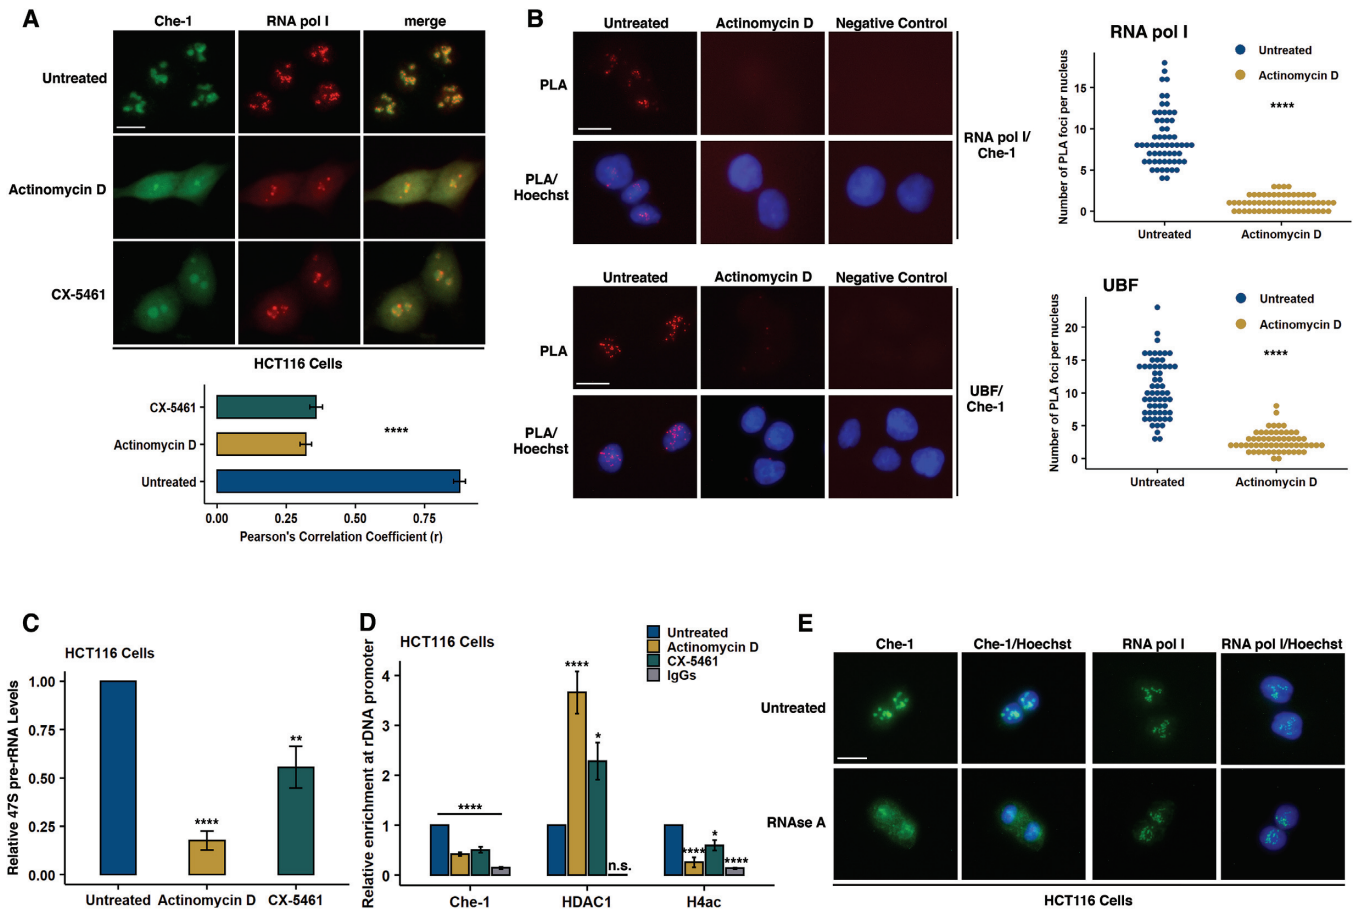 A
Che-1 RNA pol I merge
Untreated
Actinomycin D
CX-5461
HCT116 Cells
CX-5461
Actinomycin D
Untreated
****
0.00 0.25 0.50 0.75
Pearson's Correlation Coefficient (r)
B
Untreated Actinomycin D Negative Control
PLA
PLA/
Hoechst
RNA pol I/
Che-1
Untreated Actinomycin D Negative Control
PLA
PLA/
Hoechst
UBF/
Che-1
RNA pol I
Untreated
Actinomycin D
****
Number of PLA foci per nucleus
15
10
5
0
Untreated Actinomycin D
UBF
Untreated
Actinomycin D
****
Number of PLA foci per nucleus
20
15
10
5
0
Untreated Actinomycin D
C
HCT116 Cells
Relative 47S pre-rRNA Levels
1.00
0.75
0.50
0.25
0.00
****
**
Untreated Actinomycin D CX-5461
D
HCT116 Cells
Untreated
Actinomycin D
CX-5461
IgGs
Relative enrichment at rDNA promoter
4
3
2
1
0
****
****
*
n.s.
****
*
****
Che-1 HDAC1 H4ac
E
Che-1 Che-1/Hoechst RNA pol I RNA pol I/Hoechst
Untreated
RNAse A
HCT116 Cells